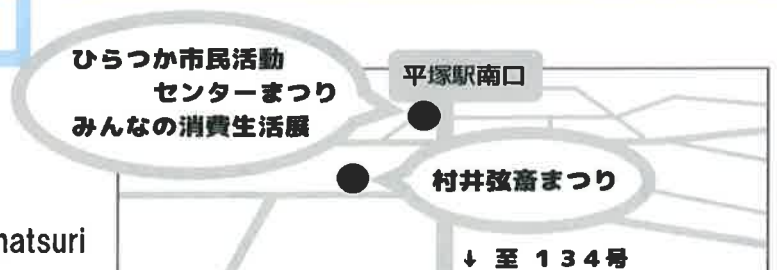 ひらつか市民活動
センターまつり
みんなの消費生活展
平塚駅南口
村井弦斎まつり
natsuri
↓ 至 134号